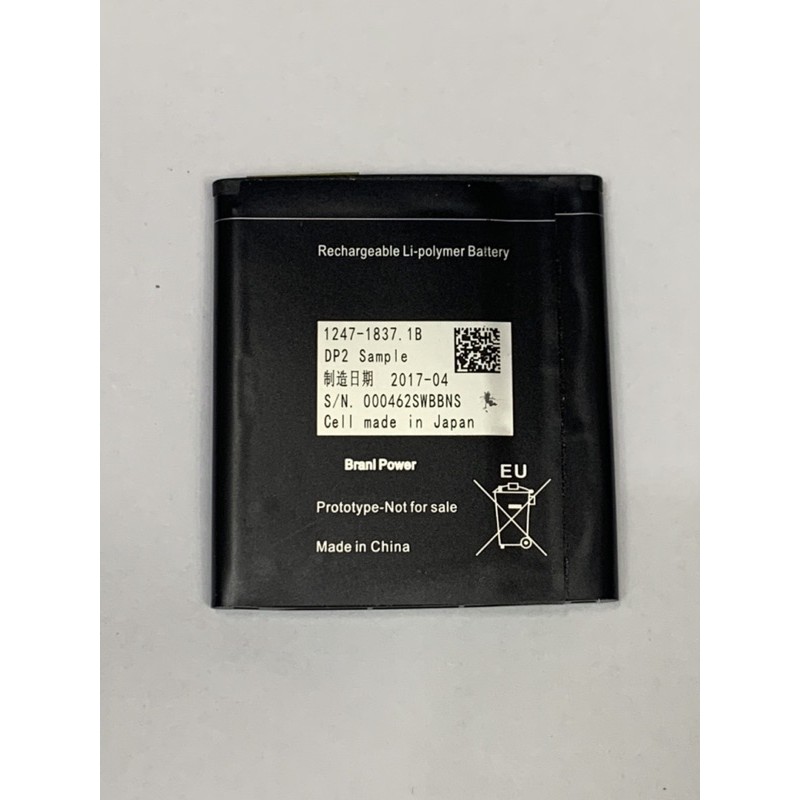 Rechargeable Li-polymer Battery
1247-1837.1B
DP2 Sample
制造日期 2017-04
S/N. 000462SWBBNS
Cell made in Japan
Branl Power
EU
Prototype-Not for sale
Made in China